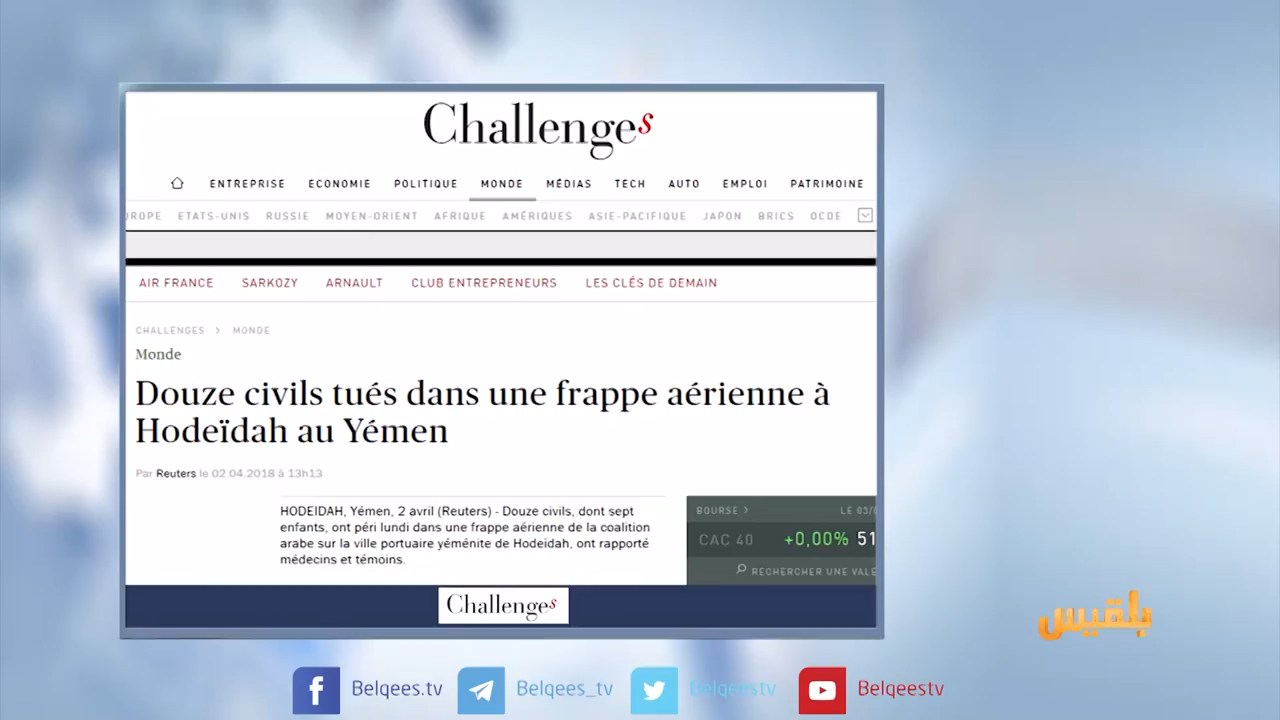 Challenges
ENTREPRISE ECONOMIE POLITIQUE MONDE MÉDIAS TECH AUTO EMPLOI PATRIMOINE
ROPE ETATS-UNIS RUSSIE MOYEN-ORIENT AFRIQUE AMÉRIQUES ASIE-PACIFIQUE JAPON BRICS OCDE
AIR FRANCE SARKOZY ARNAULT CLUB ENTREPRENEURS LES CLÉS DE DEMAIN
CHALLENGES > MONDE
Monde
Douze civils tués dans une frappe aérienne à
Hodeïdah au Yémen
Par Reuters le 02.04.2018 à 13h13
HODEIDAH, Yémen, 2 avril (Reuters) - Douze civils, dont sept
enfants, ont péri lundi dans une frappe aérienne de la coalition
arabe sur la ville portuaire yéménite de Hodeidah, ont rapporté
médecins et témoins.
BOURSE > LE 03/0
CAC 40 +0,00% 51
RECHERCHER UNE VALE
Challenges
بلقيس
Belqees.tv Belqees_tv Belqeestv Belqeestv